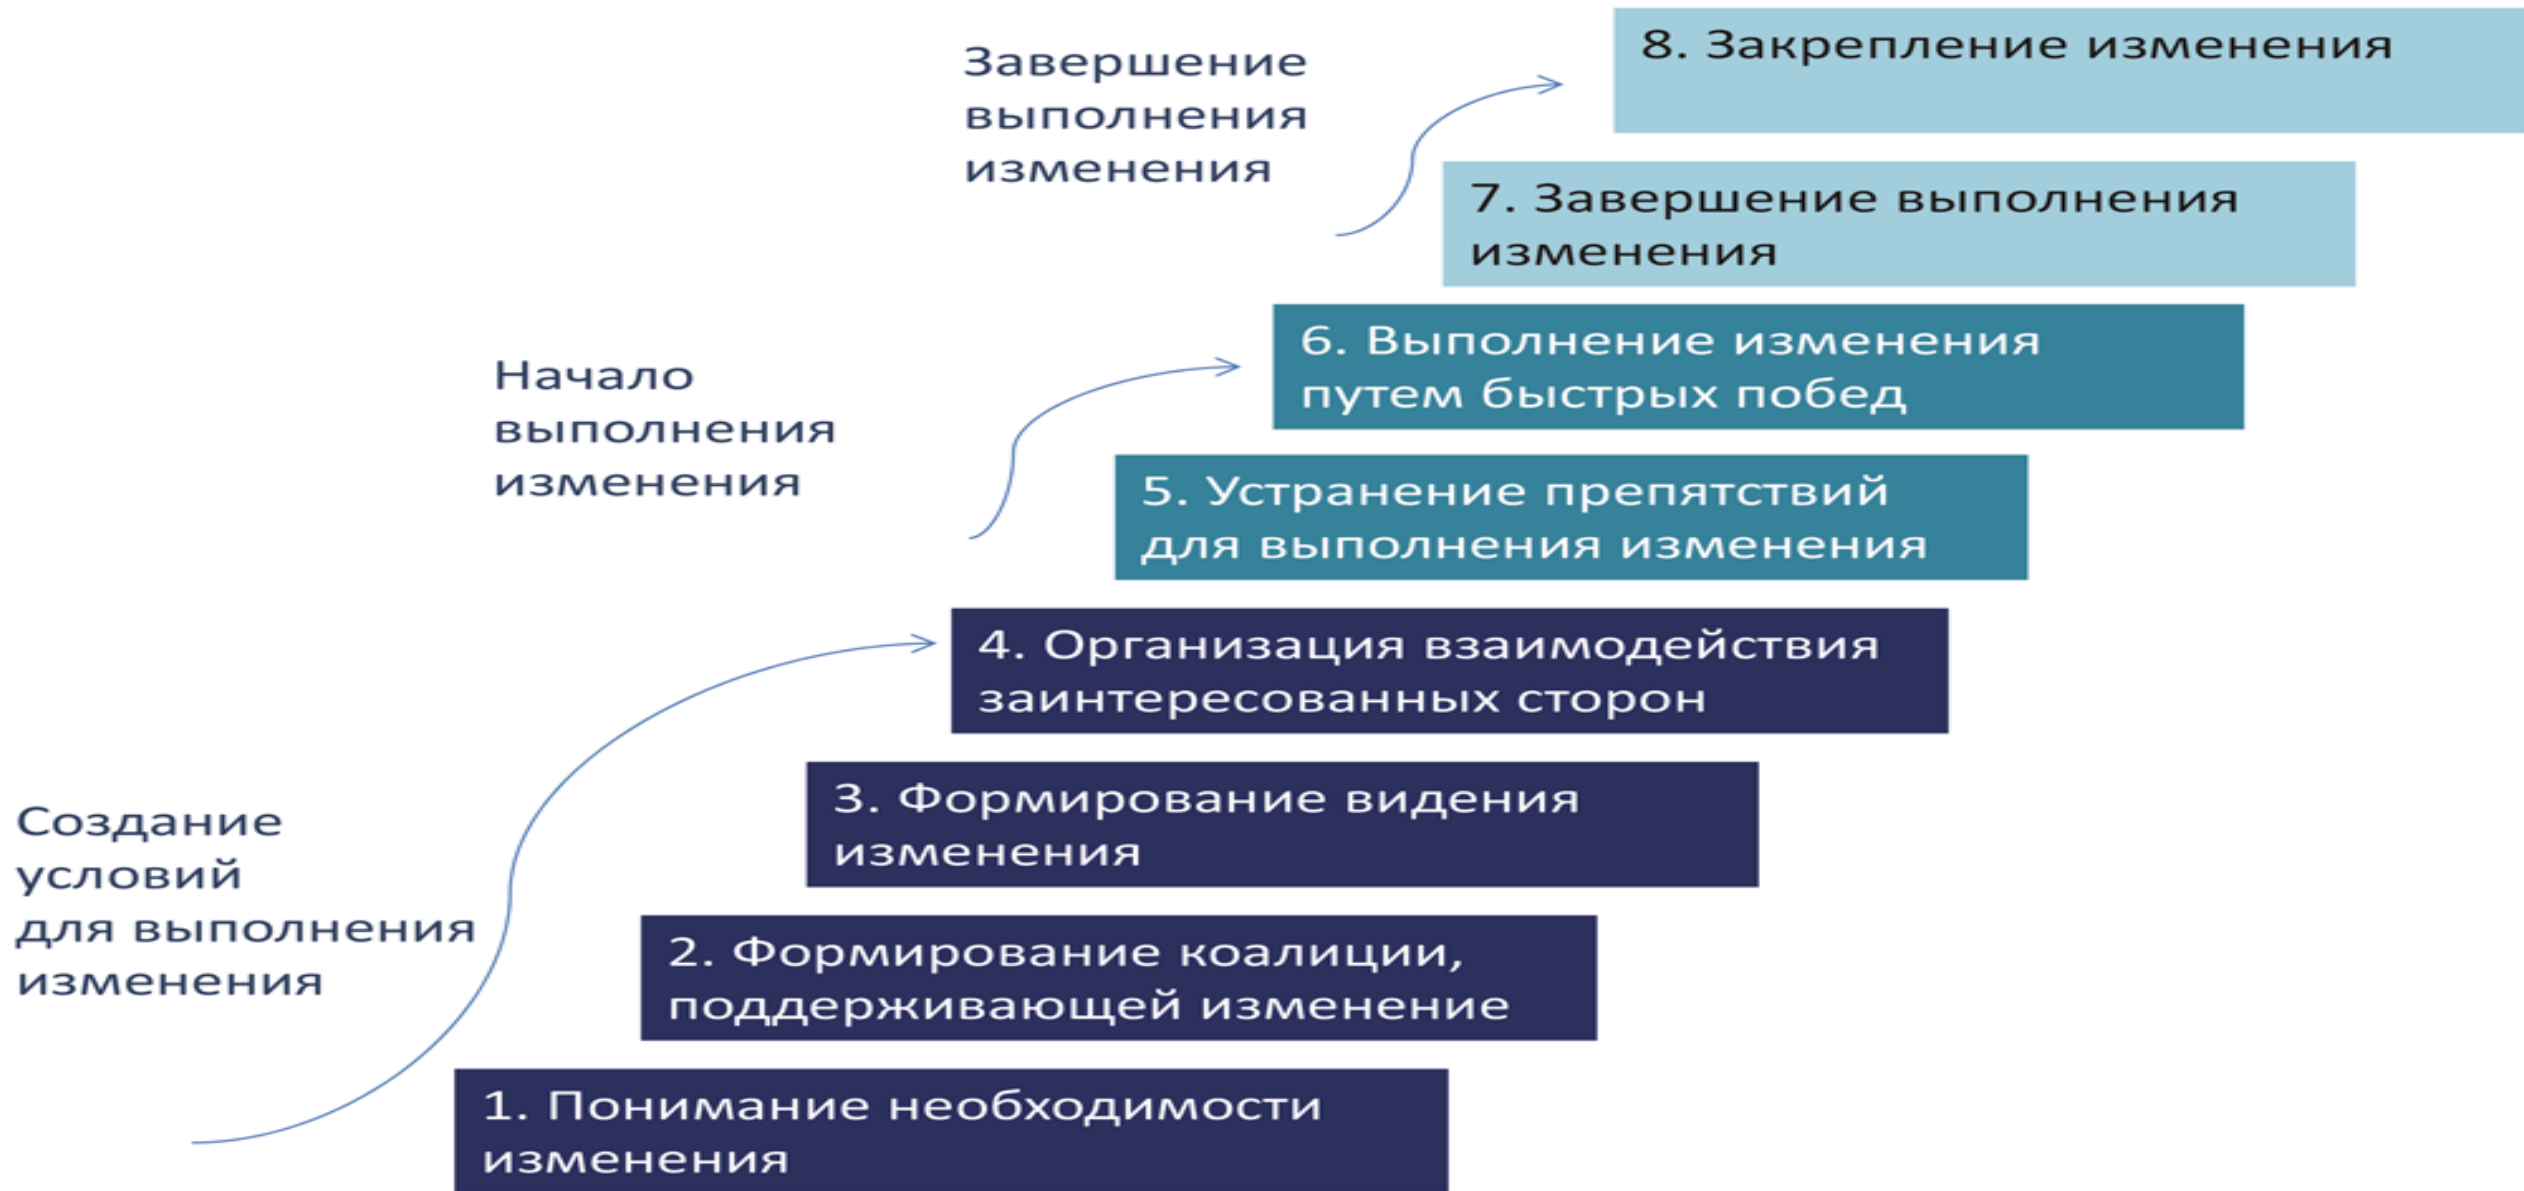 Завершение
выполнения
изменения
8. Закрепление изменения
7. Завершение выполнения
изменения
Начало
выполнения
изменения
6. Выполнение изменения
путем быстрых побед
5. Устранение препятствий
для выполнения изменения
4. Организация взаимодействия
заинтересованных сторон
Создание
условий
для выполнения
изменения
3. Формирование видения
изменения
2. Формирование коалиции,
поддерживающей изменение
1. Понимание необходимости
изменения